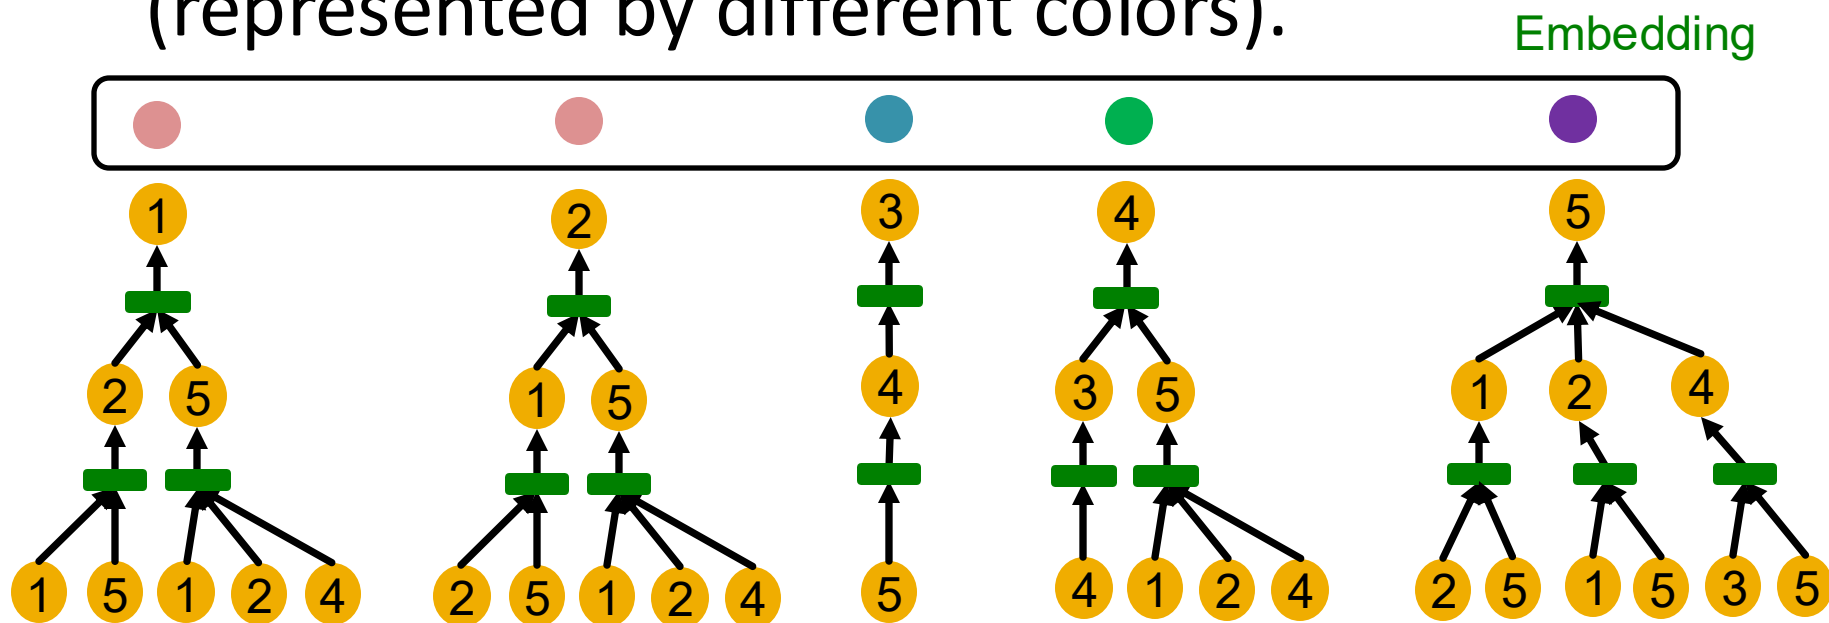 (represented by different colors).
Embedding
1 2 3 4 5
2 5 1 5 4 3 5 1 2 4
1 5 1 2 4 2 5 1 2 4 5 4 1 2 4 2 5 1 5 3 5